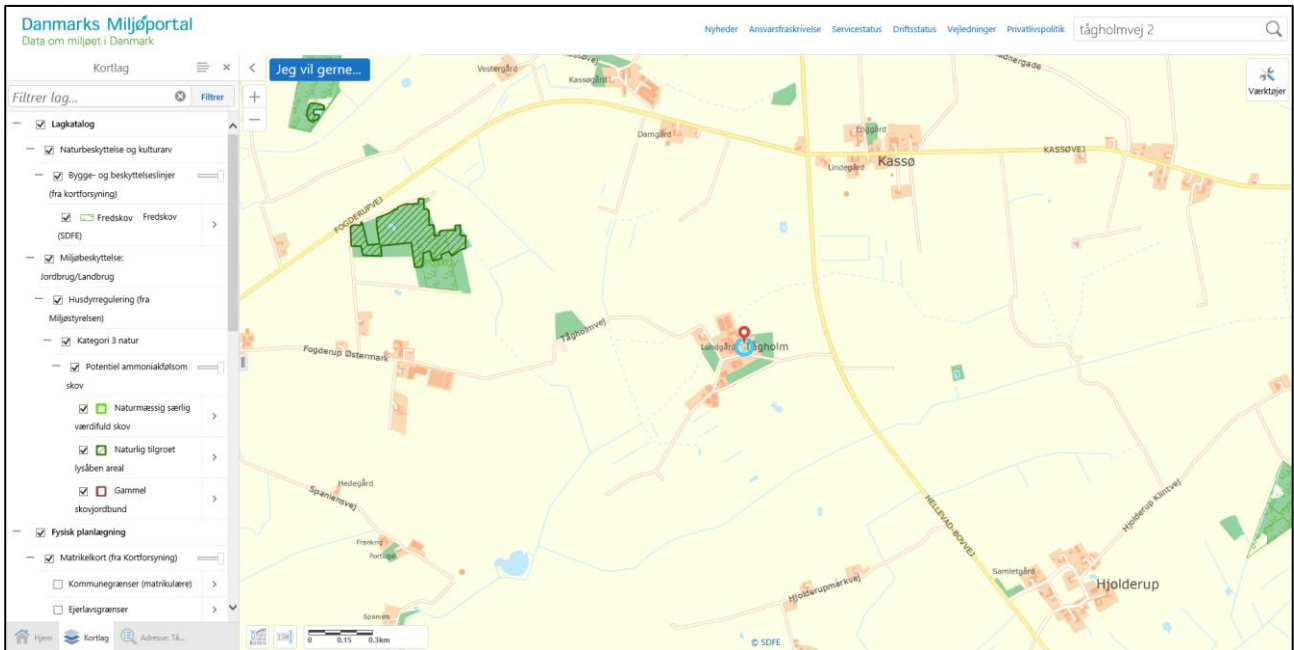 Danmarks Miljøportal
Data om miljøet i Danmark
Nyheder Ansvarsfraskrivelse Servicestatus Driftsstatus Vejledninger Privatlivspolitik
tågholmvej 2
Kortlag
Filtrer lag...
Filtrer
Lagkatalog
Naturbeskyttelse og kulturarv
Bygge- og beskyttelseslinjer
(fra kortforsyning)
Fredskov Fredskov
(SDFE)
Miljøbeskyttelse:
Jordbrug/Landbrug
Husdyrregulering (fra
Miljøstyrelsen)
Kategori 3 natur
Potentiel ammoniakfølsom
skov
Naturmæssig særlig
værdifuld skov
Naturlig tilgroet
lysåben areal
Gammel
skovjordbund
Fysisk planlægning
Matrikelkort (fra Kortforsyning)
Kommunegrænser (matrikulære)
Ejerlavsgrænser
Hjem
Kortlag
Adresse: Tå...
Jeg vil gerne...
Værktøjer
Vestergård
Kassøgård
Damgård
Lindegård
Kassø
KASSØVEJ
FOGDERUPVEJ
Tågholmvej
Fogderup Østermark
Lundgård
Tågholm
Hedegård
Spaniensvej
Frankrig
Portugal
Spanien
HELLEVAD-BOVVEJ
Hjolderup Klintvej
Samletgård
Hjolderup
Hjolderupmarkvej
0 0.15 0.3km
© SDFE